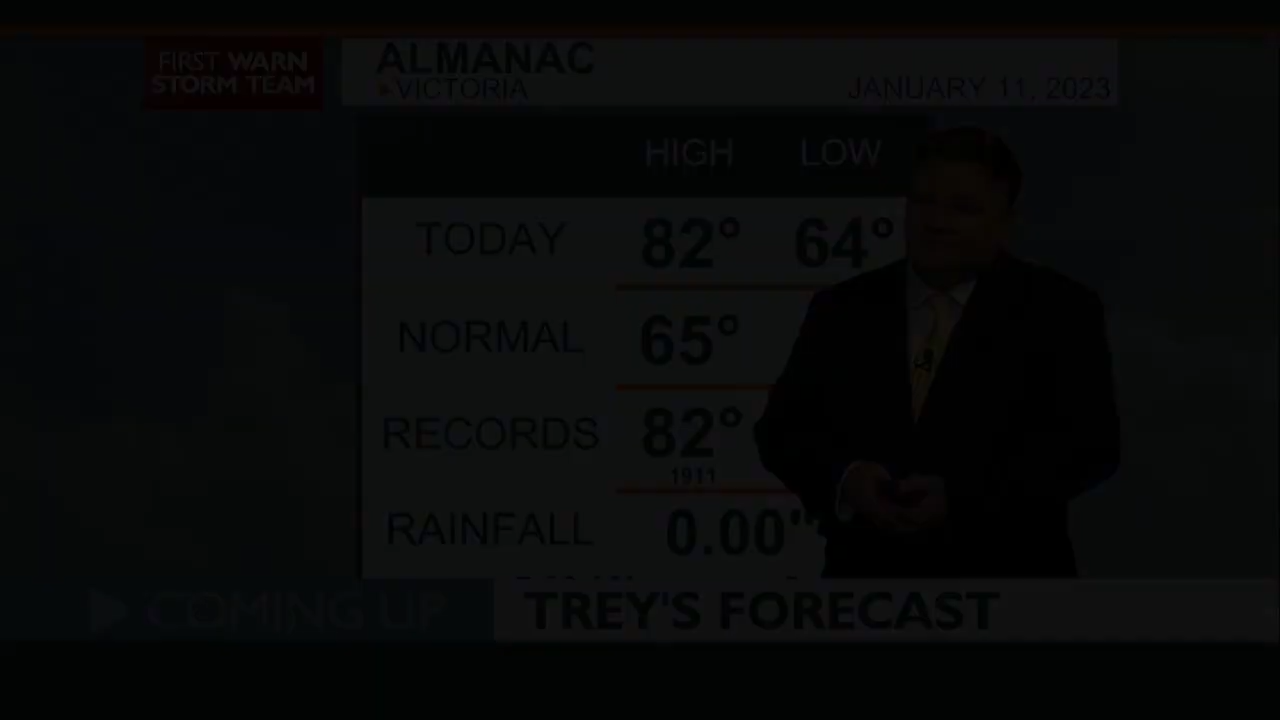 FIRST WARN
STORM TEAM
ALMANAC
VICTORIA
JANUARY 11, 2023
HIGH LOW
TODAY 82° 64°
NORMAL 65°
RECORDS 82°
1911
RAINFALL 0.00"
COMING UP
TREY'S FORECAST